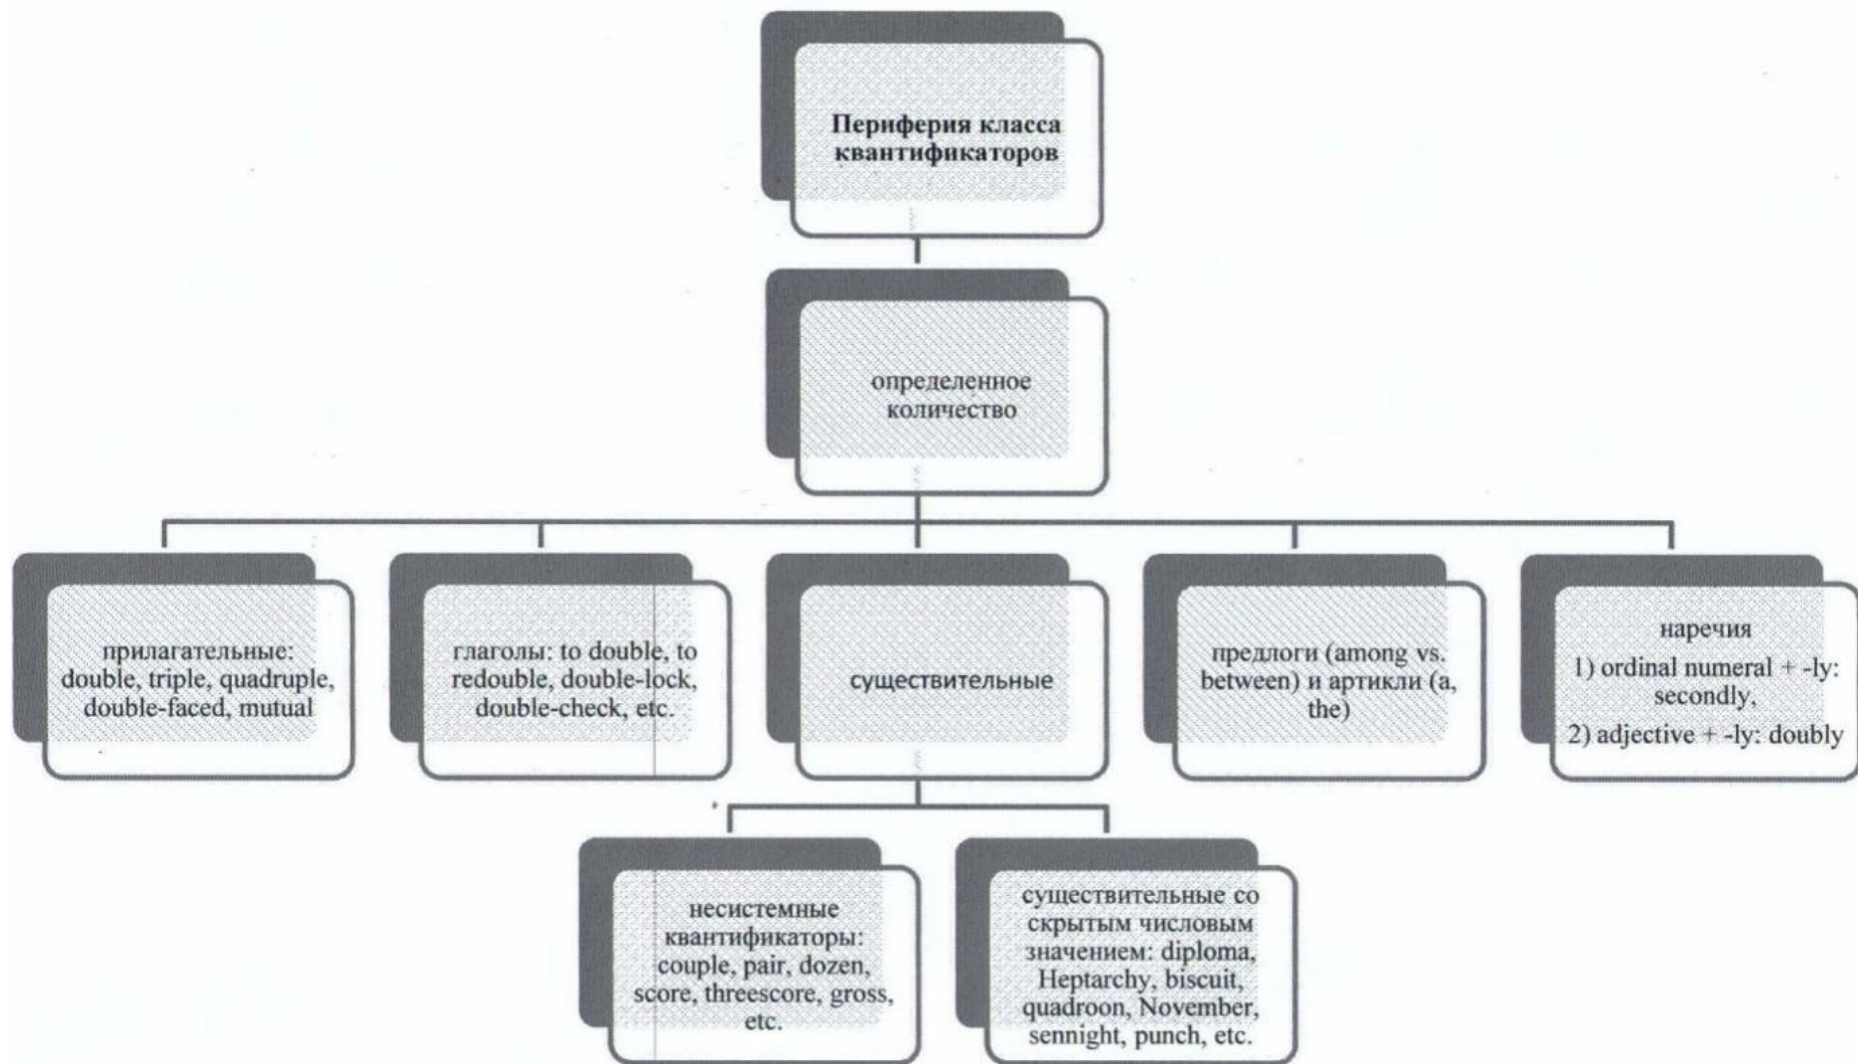 Периферия класса
квантификаторов
определенное
количество
прилагательные:
double, triple, quadruple,
double-faced, mutual
глаголы: to double, to
redouble, double-lock,
double-check, etc.
существительные
предлоги (among vs.
between) и артикли (a,
the)
наречия
1) ordinal numeral + -ly:
secondly,
2) adjective + -ly: doubly
несистемные
квантификаторы:
couple, pair, dozen,
score, threescore, gross,
etc.
существительные со
скрытым числовым
значением: diploma,
Heptarchy, biscuit,
quadroon, November,
sennight, punch, etc.